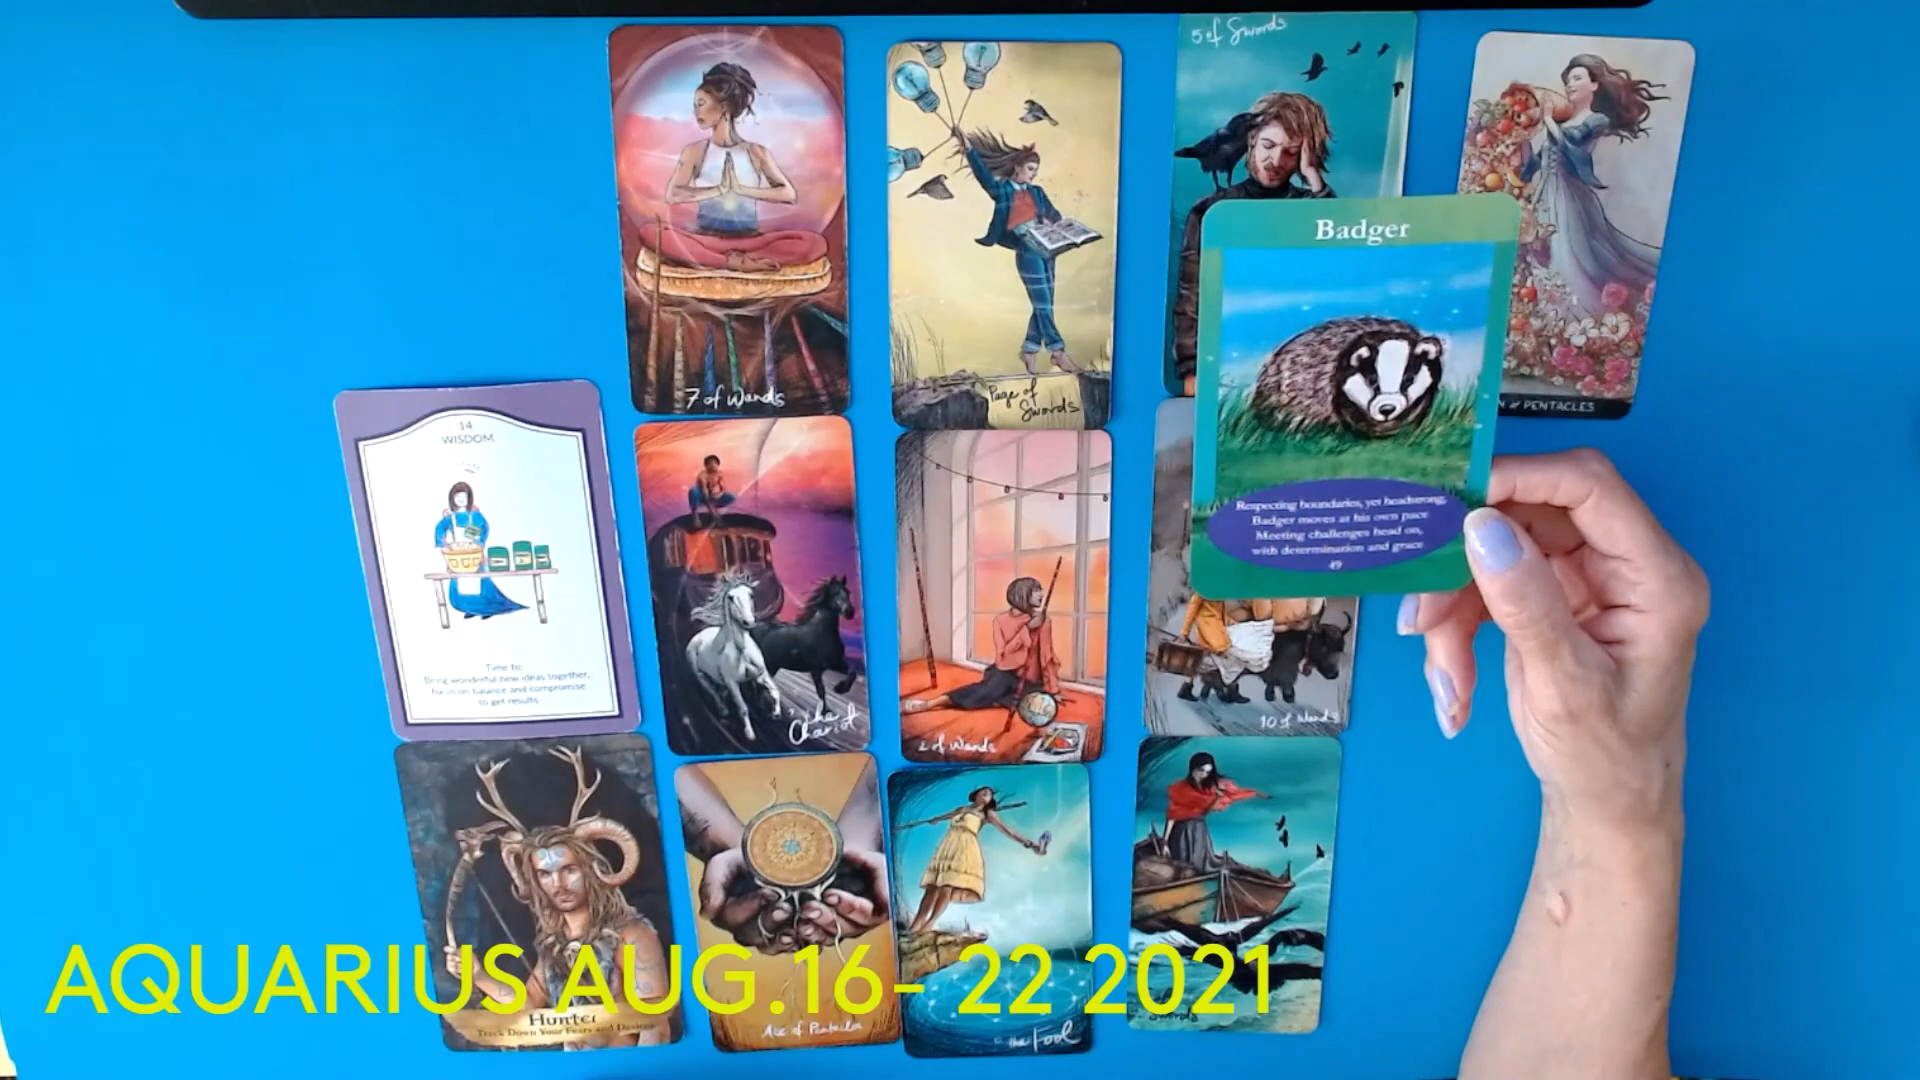 5 of Swords
Badger
7 of Wands
Page of
Swords
OF PENTACLES
14
WISDOM
Respecting boundaries, yet headstrong,
Badger moves at his own pace
Meeting challenges head on,
with determination and grace
49
Time to:
Bring wonderful new ideas together,
focus on balance and compromise
to get results
the
Chariot
2 of Wands
10 of Wands
AQUARIUS AUG.16- 22 2021
Hunter
Track Down Your Fears and Desires
Ace of Pentacles
the Fool
Swords